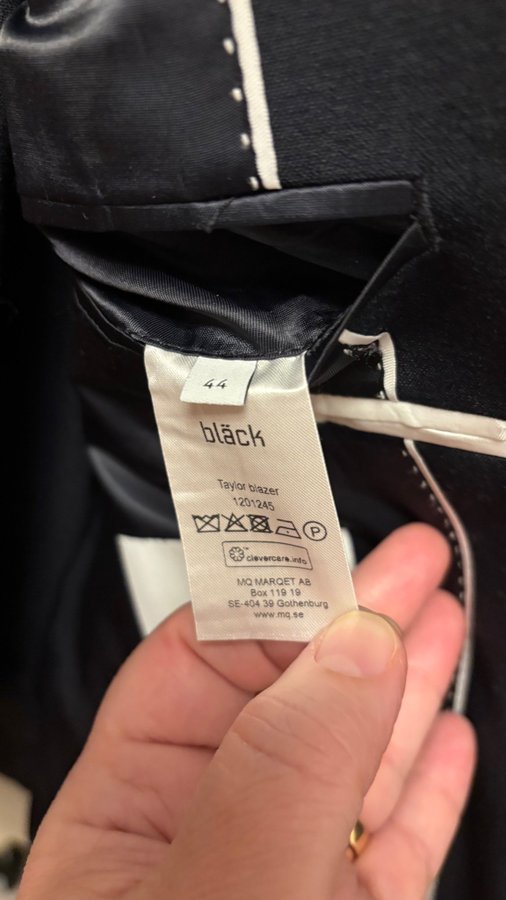 44
bläck
Taylor blazer
1201245
P
clevercare.info
MQ MARQET AB
Box 119 19
SE-404 39 Gothenburg
www.mq.se